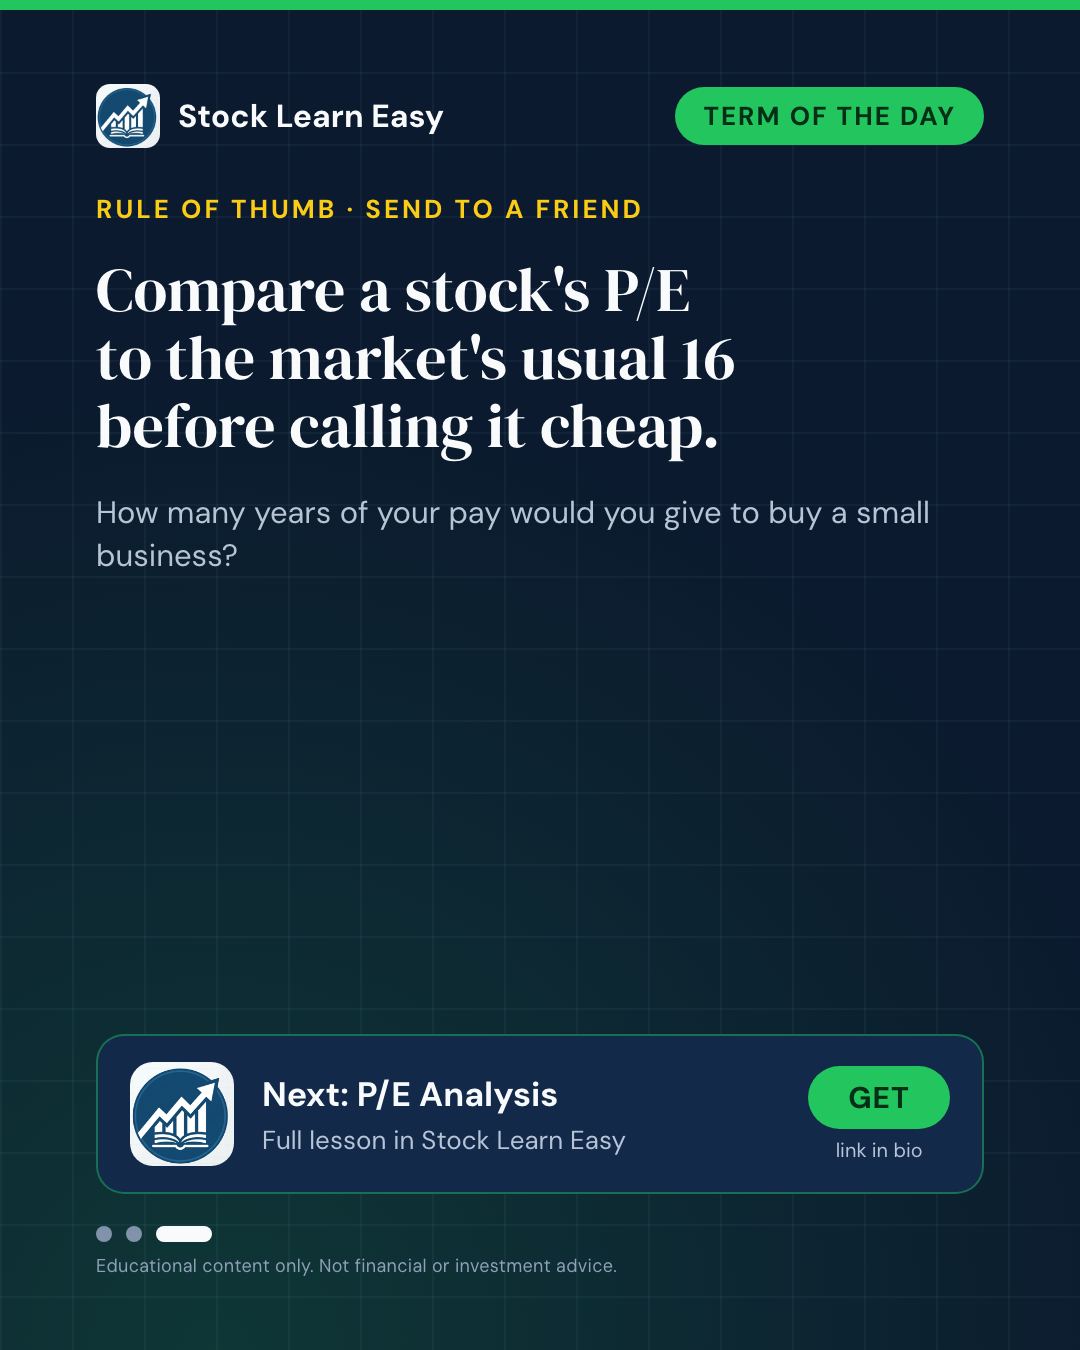 Stock Learn Easy
TERM OF THE DAY
RULE OF THUMB · SEND TO A FRIEND
Compare a stock's P/E
to the market's usual 16
before calling it cheap.
How many years of your pay would you give to buy a small
business?
Next: P/E Analysis
Full lesson in Stock Learn Easy
GET
link in bio
Educational content only. Not financial or investment advice.